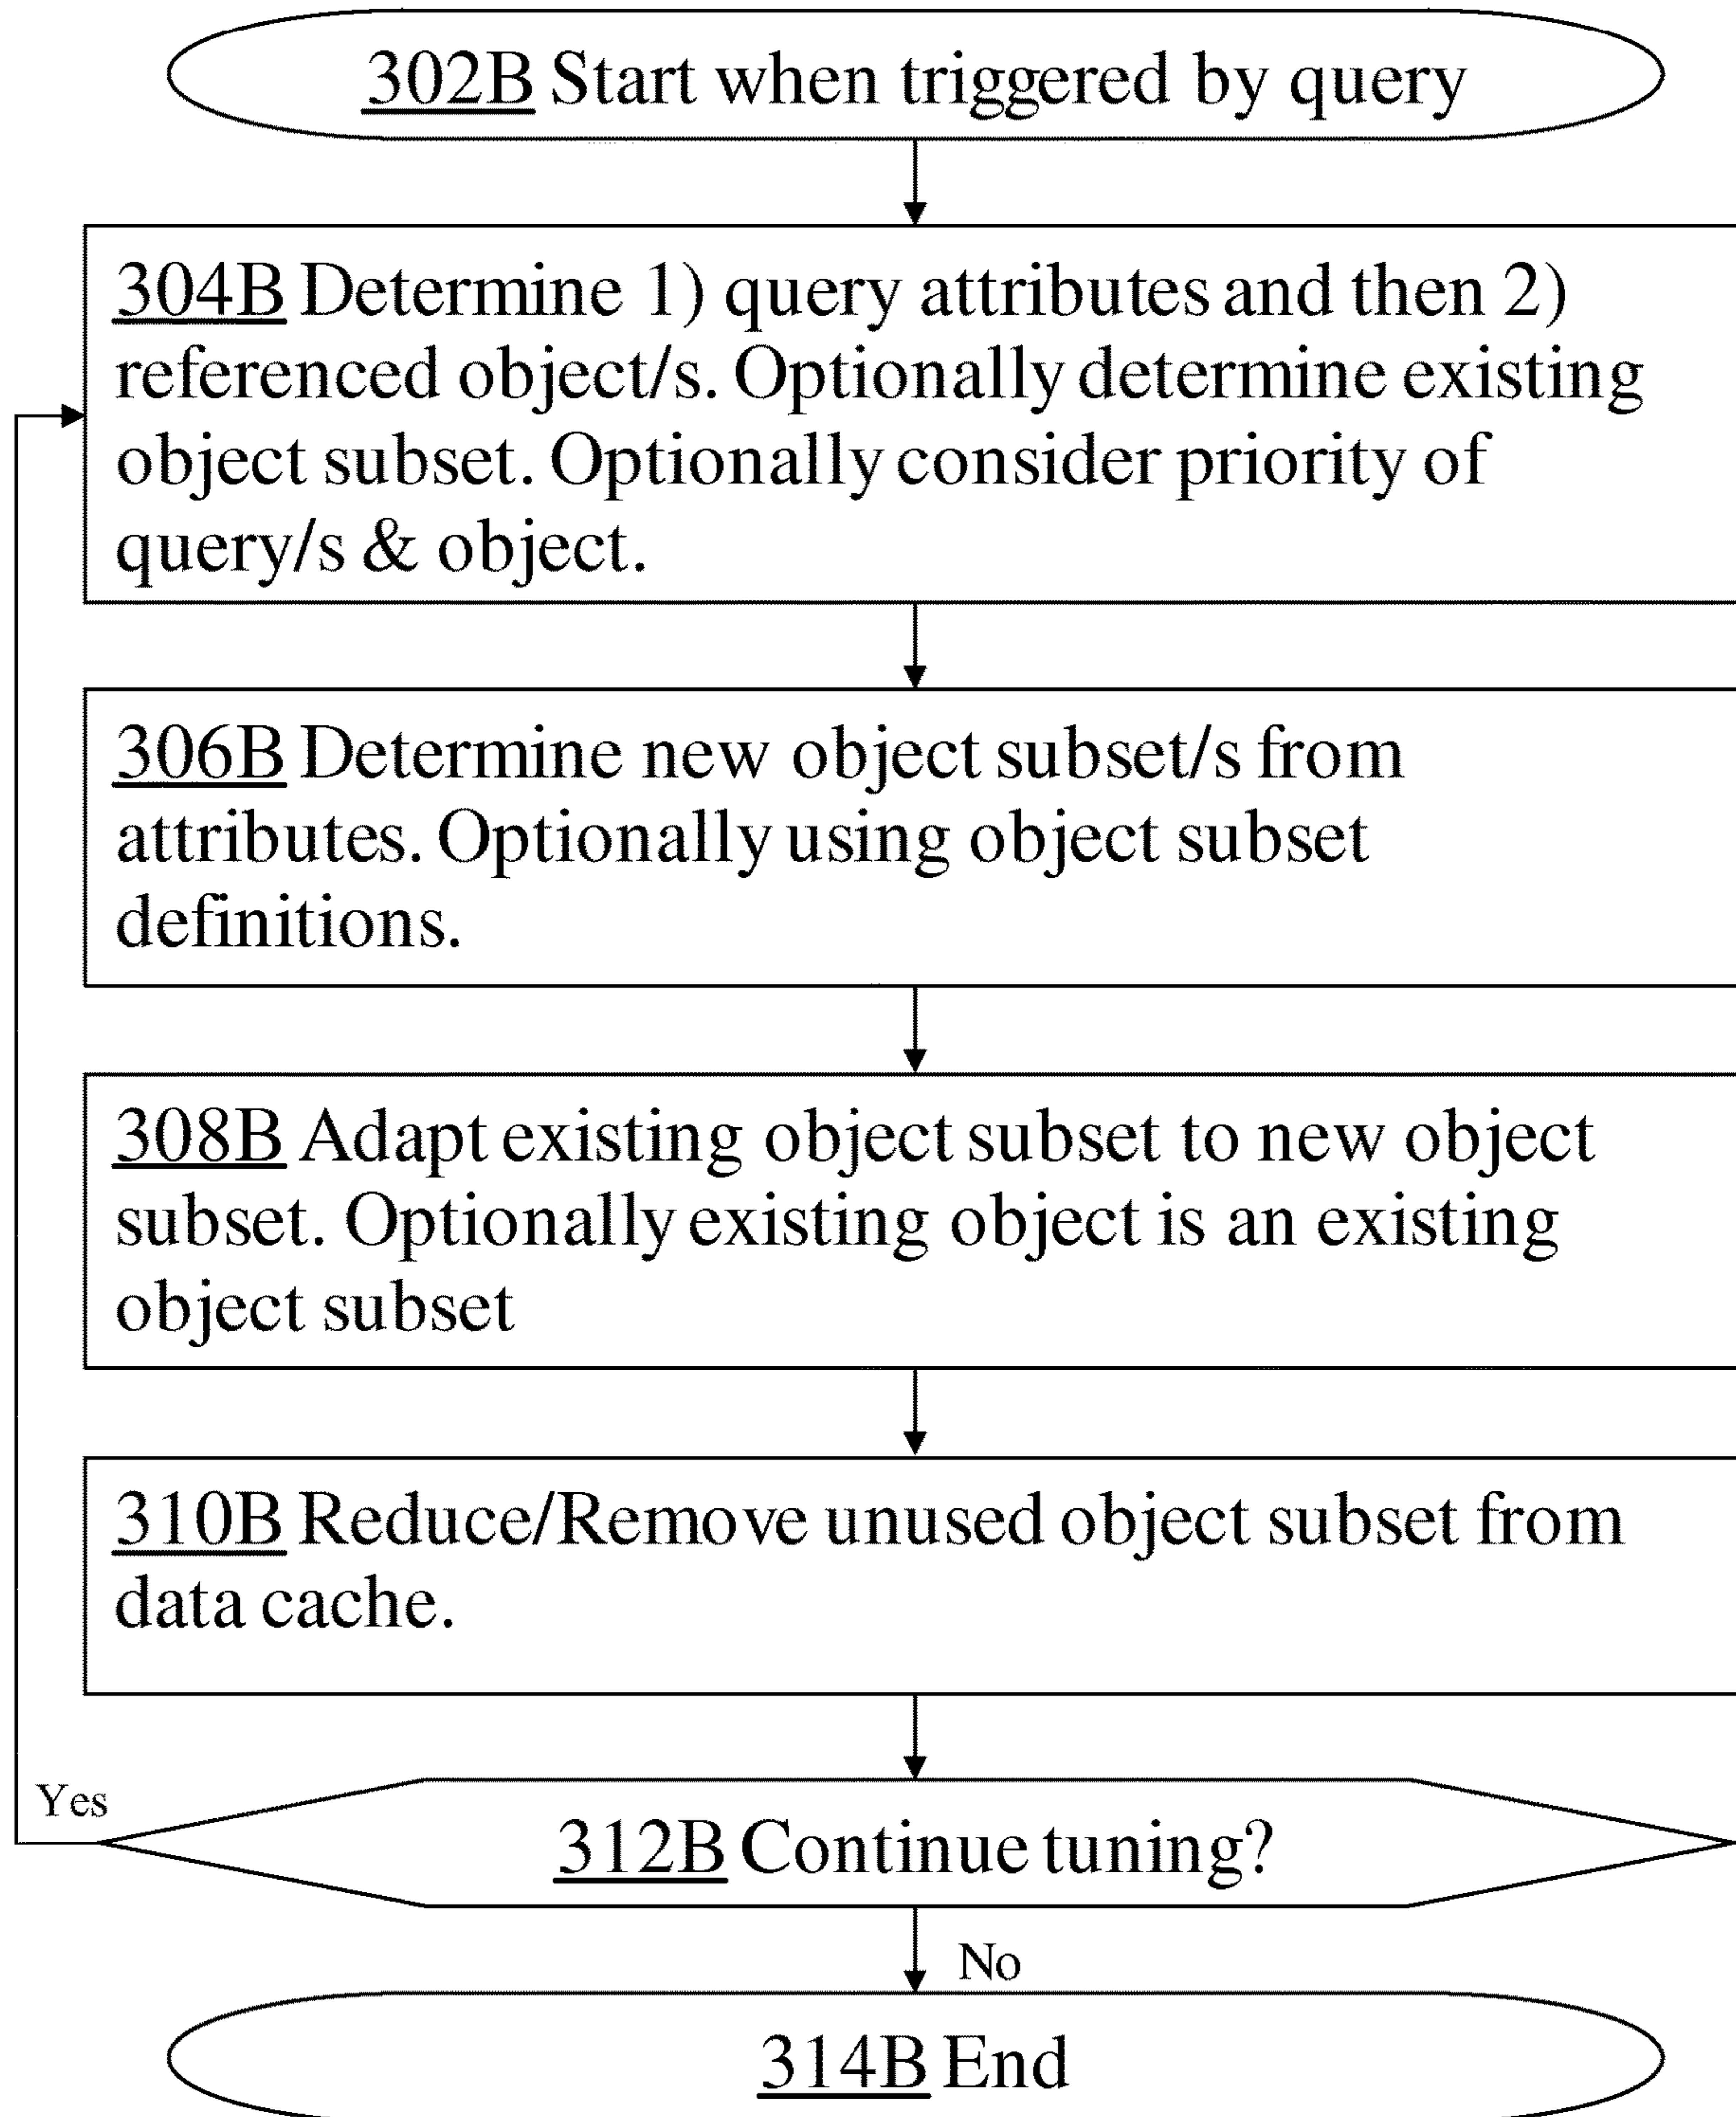 302B Start when triggered by query
304B Determine 1) query attributes and then 2)
referenced object/s. Optionally determine existing
object subset. Optionally consider priority of
query/s & object.
306B Determine new object subset/s from
attributes. Optionally using object subset
definitions.
308B Adapt existing object subset to new object
subset. Optionally existing object is an existing
object subset
310B Reduce/Remove unused object subset from
data cache.
Yes
312B Continue tuning?
No
314B End